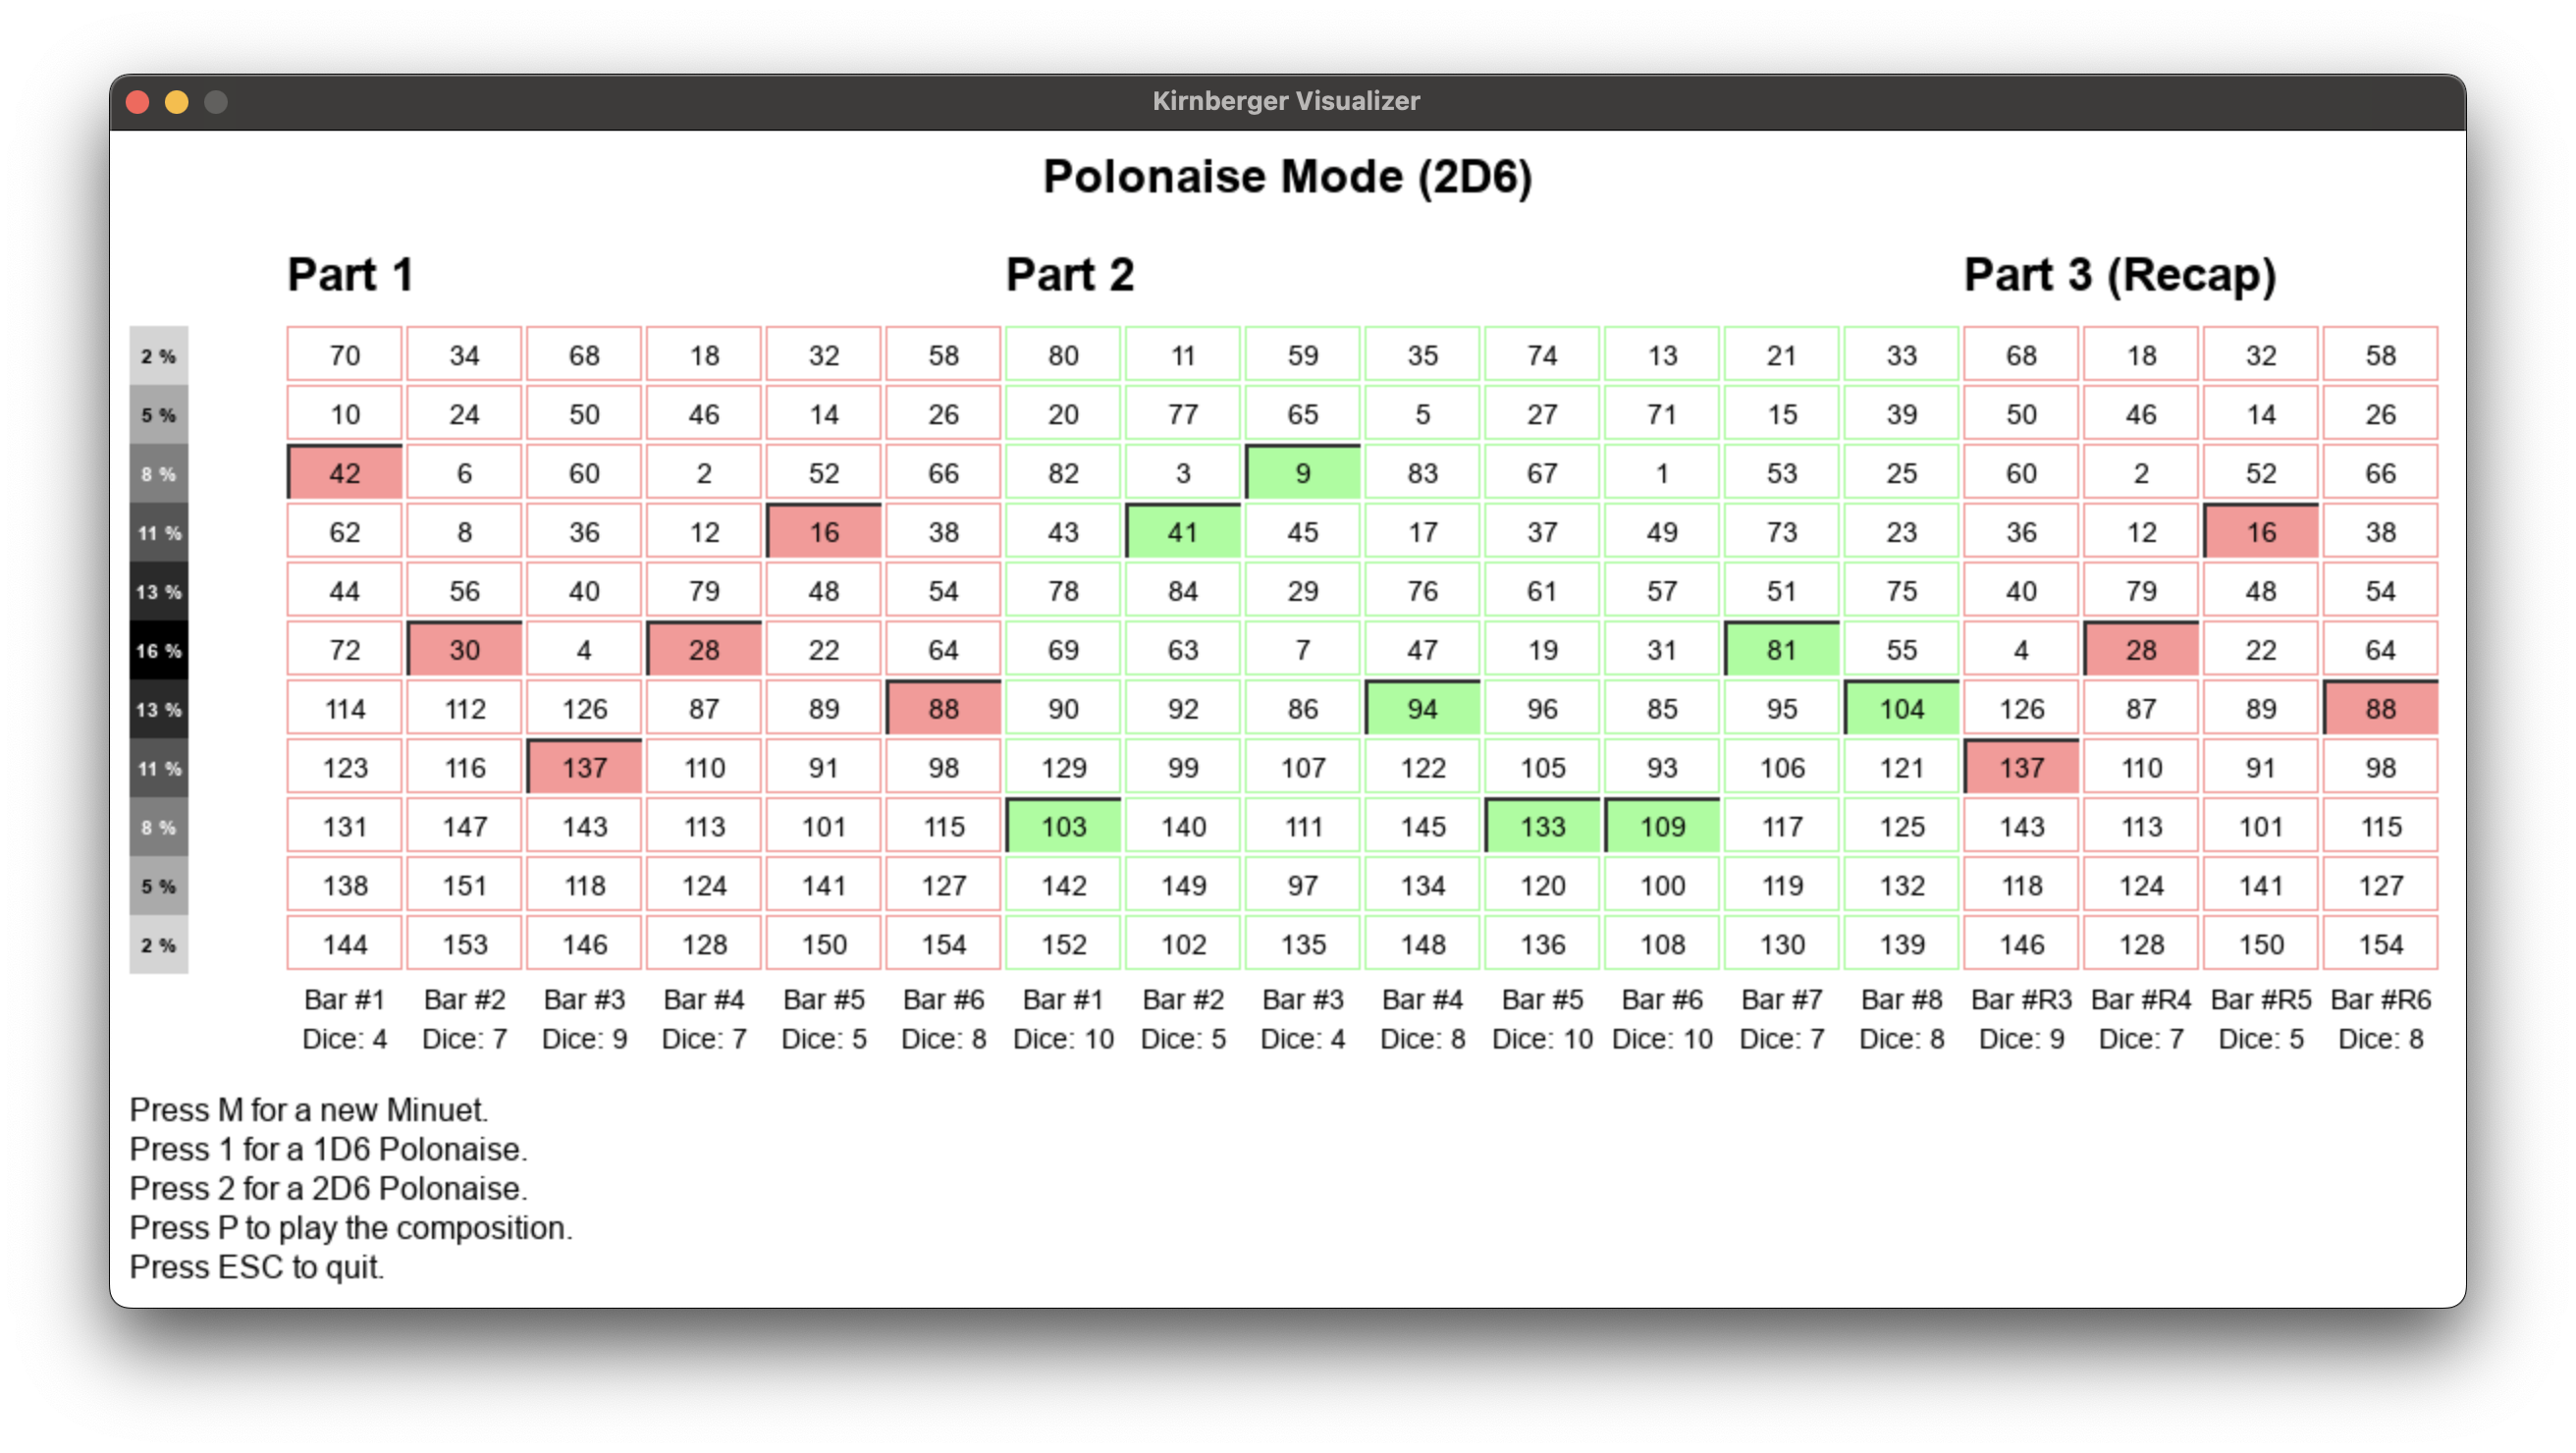 Kirnberger Visualizer
Polonaise Mode (2D6)
Part 1 Part 2 Part 3 (Recap)
2 % 70 34 68 18 32 58 80 11 59 35 74 13 21 33 68 18 32 58
5 % 10 24 50 46 14 26 20 77 65 5 27 71 15 39 50 46 14 26
8 % 42 6 60 2 52 66 82 3 9 83 67 1 53 25 60 2 52 66
11 % 62 8 36 12 16 38 43 41 45 17 37 49 73 23 36 12 16 38
13 % 44 56 40 79 48 54 78 84 29 76 61 57 51 75 40 79 48 54
16 % 72 30 4 28 22 64 69 63 7 47 19 31 81 55 4 28 22 64
13 % 114 112 126 87 89 88 90 92 86 94 96 85 95 104 126 87 89 88
11 % 123 116 137 110 91 98 129 99 107 122 105 93 106 121 137 110 91 98
8 % 131 147 143 113 101 115 103 140 111 145 133 109 117 125 143 113 101 115
5 % 138 151 118 124 141 127 142 149 97 134 120 100 119 132 118 124 141 127
2 % 144 153 146 128 150 154 152 102 135 148 136 108 130 139 146 128 150 154
Bar #1 Bar #2 Bar #3 Bar #4 Bar #5 Bar #6 Bar #1 Bar #2 Bar #3 Bar #4 Bar #5 Bar #6 Bar #7 Bar #8 Bar #R3 Bar #R4 Bar #R5 Bar #R6
Dice: 4 Dice: 7 Dice: 9 Dice: 7 Dice: 5 Dice: 8 Dice: 10 Dice: 5 Dice: 4 Dice: 8 Dice: 10 Dice: 10 Dice: 7 Dice: 8 Dice: 9 Dice: 7 Dice: 5 Dice: 8
Press M for a new Minuet.
Press 1 for a 1D6 Polonaise.
Press 2 for a 2D6 Polonaise.
Press P to play the composition.
Press ESC to quit.